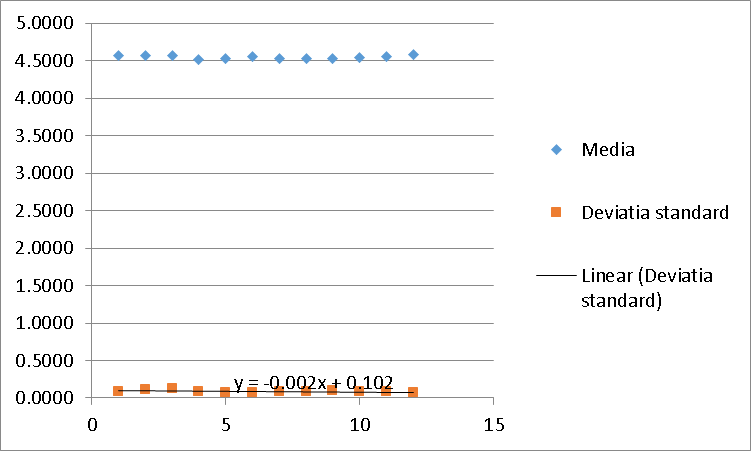 5.0000
4.5000
4.0000
3.5000
3.0000
2.5000
2.0000
1.5000
1.0000
0.5000
0.0000
y = -0.002x + 0.102
0 5 10 15
Media
Deviatia standard
Linear (Deviatia
standard)